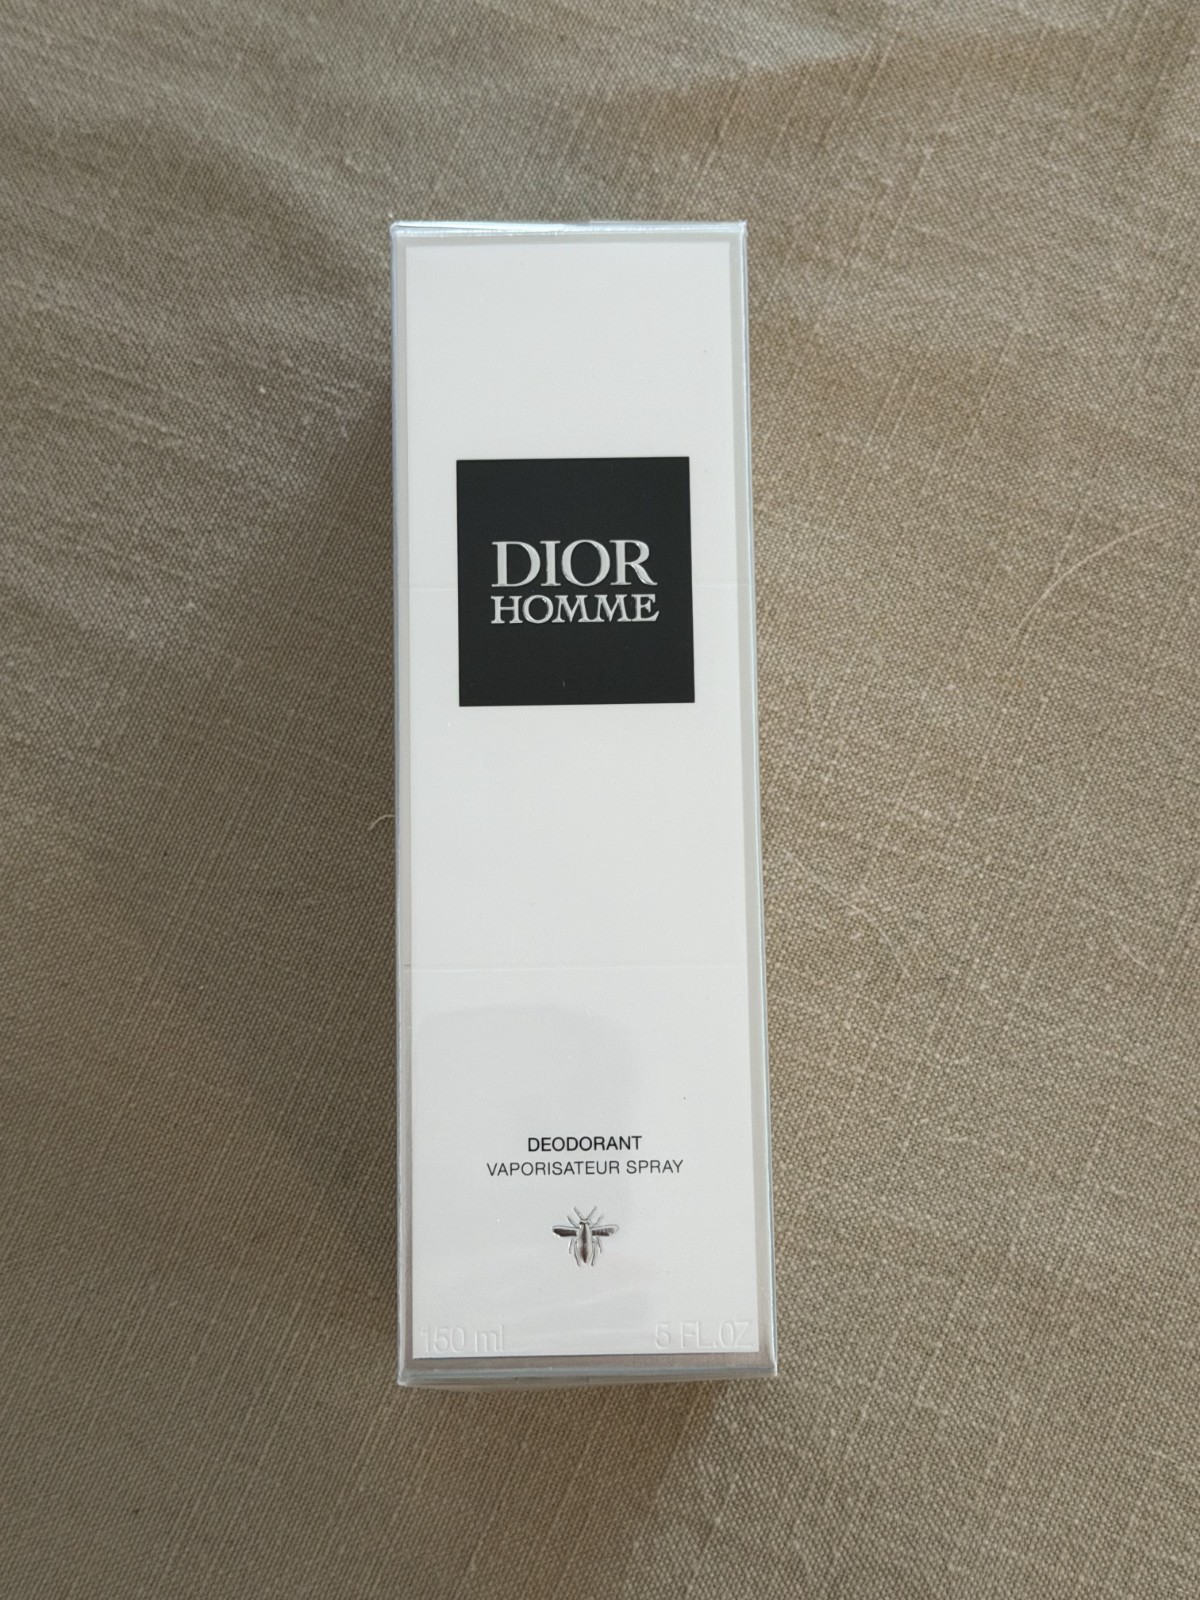 DIOR
HOMME
DEODORANT
VAPORISATEUR SPRAY
150 ml 5 FL.OZ